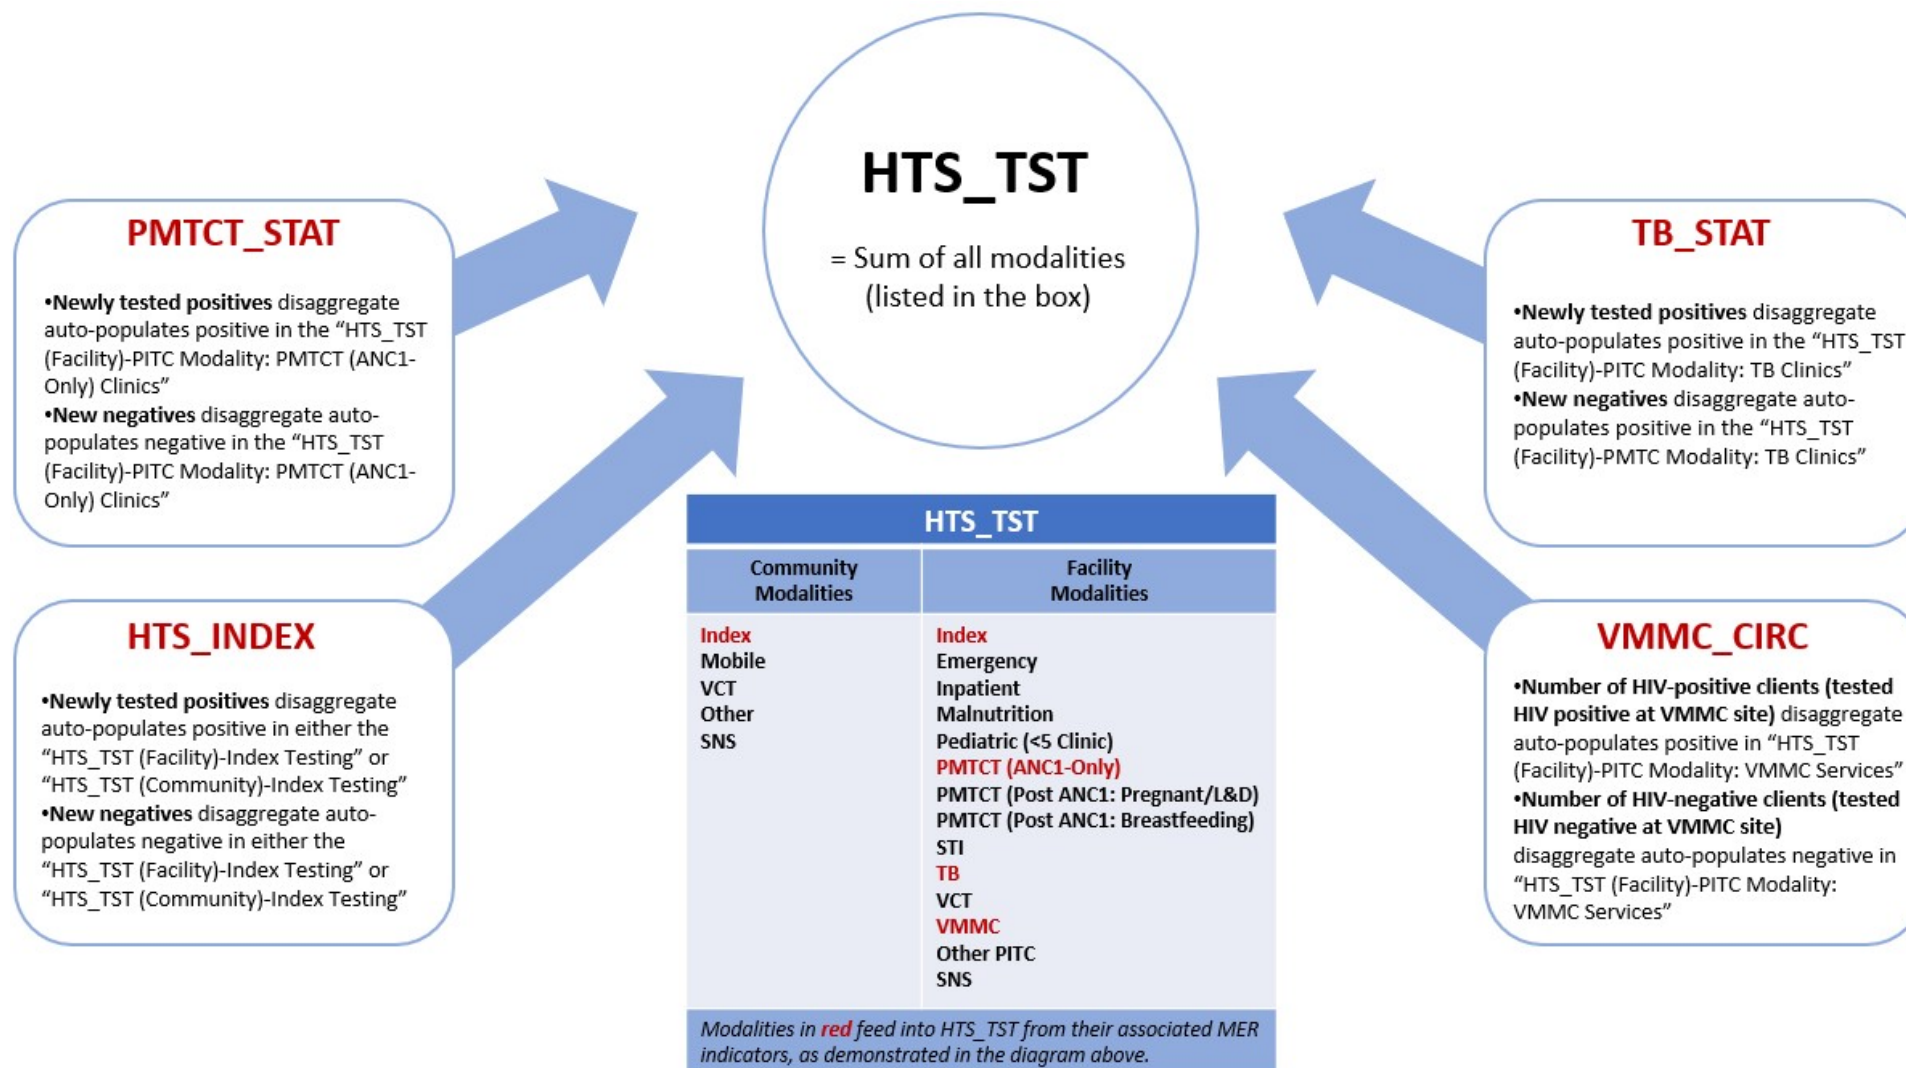 HTS_TST
= Sum of all modalities
(listed in the box)
PMTCT_STAT
•Newly tested positives disaggregate
auto-populates positive in the “HTS_TST
(Facility)-PITC Modality: PMTCT (ANC1-
Only) Clinics”
•New negatives disaggregate auto-
populates negative in the “HTS_TST
(Facility)-PITC Modality: PMTCT (ANC1-
Only) Clinics”
TB_STAT
•Newly tested positives disaggregate
auto-populates positive in the “HTS_TST
(Facility)-PITC Modality: TB Clinics”
•New negatives disaggregate auto-
populates positive in the “HTS_TST
(Facility)-PMTC Modality: TB Clinics”
HTS_INDEX
•Newly tested positives disaggregate
auto-populates positive in either the
“HTS_TST (Facility)-Index Testing” or
“HTS_TST (Community)-Index Testing”
•New negatives disaggregate auto-
populates negative in either the
“HTS_TST (Facility)-Index Testing” or
“HTS_TST (Community)-Index Testing”
VMMC_CIRC
•Number of HIV-positive clients (tested
HIV positive at VMMC site) disaggregate
auto-populates positive in “HTS_TST
(Facility)-PITC Modality: VMMC Services”
•Number of HIV-negative clients (tested
HIV negative at VMMC site)
disaggregate auto-populates negative in
“HTS_TST (Facility)-PITC Modality:
VMMC Services”
HTS_TST
Community
Modalities
Facility
Modalities
Index
Mobile
VCT
Other
SNS
Index
Emergency
Inpatient
Malnutrition
Pediatric (<5 Clinic)
PMTCT (ANC1-Only)
PMTCT (Post ANC1: Pregnant/L&D)
PMTCT (Post ANC1: Breastfeeding)
STI
TB
VCT
VMMC
Other PITC
SNS
Modalities in red feed into HTS_TST from their associated MER
indicators, as demonstrated in the diagram above.